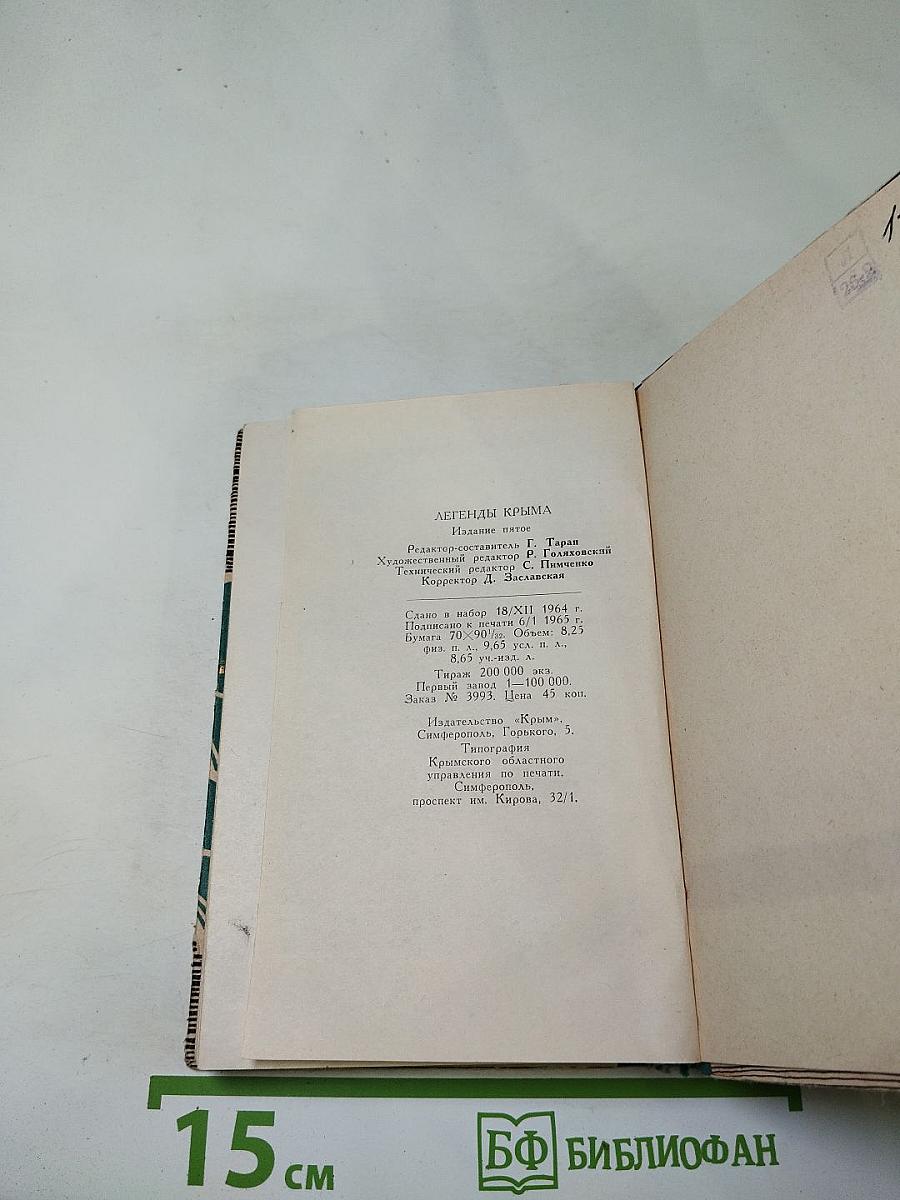 ЛЕГЕНДЫ КРЫМА
Издание пятое
Редактор-составитель Г. Таран
Художественный редактор Р. Голяховский
Технический редактор С. Пимченко
Корректор Д. Заславская
Сдано в набор 18/XII 1964 г.
Подписано к печати 6/1 1965 г.
Бумага 70×90¹/₃₂. Объем: 8,25
физ. п. л., 9,65 усл. п. л.,
8,65 уч.-изд. л.
Тираж 200 000 экз.
Первый завод 1—100 000.
Заказ № 3993. Цена 45 коп.
Издательство «Крым»,
Симферополь, Горького, 5.
Типография
Крымского областного
управления по печати,
Симферополь,
проспект им. Кирова, 32/1.
15 см
БФ БИБЛИОФАН